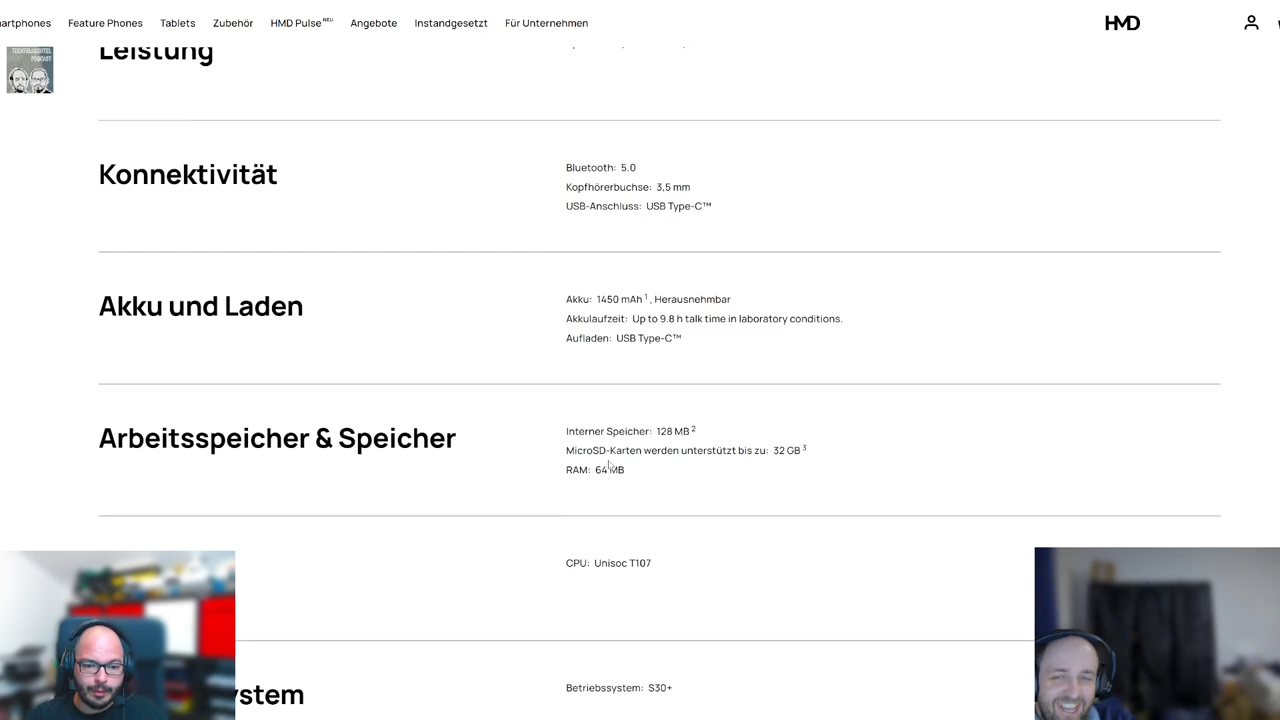 artphones Feature Phones Tablets Zubehör HMD Pulse NEU Angebote Instandgesetzt Für Unternehmen HMD
TECHTELMECHTEL
PODCAST
Leistung
Konnektivität
Bluetooth: 5.0
Kopfhörerbuchse: 3,5 mm
USB-Anschluss: USB Type-C™
Akku und Laden
Akku: 1450 mAh 1 , Herausnehmbar
Akkulaufzeit: Up to 9.8 h talk time in laboratory conditions.
Aufladen: USB Type-C™
Arbeitsspeicher & Speicher
Interner Speicher: 128 MB 2
MicroSD-Karten werden unterstützt bis zu: 32 GB 3
RAM: 64 MB
CPU: Unisoc T107
ystem
Betriebssystem: S30+